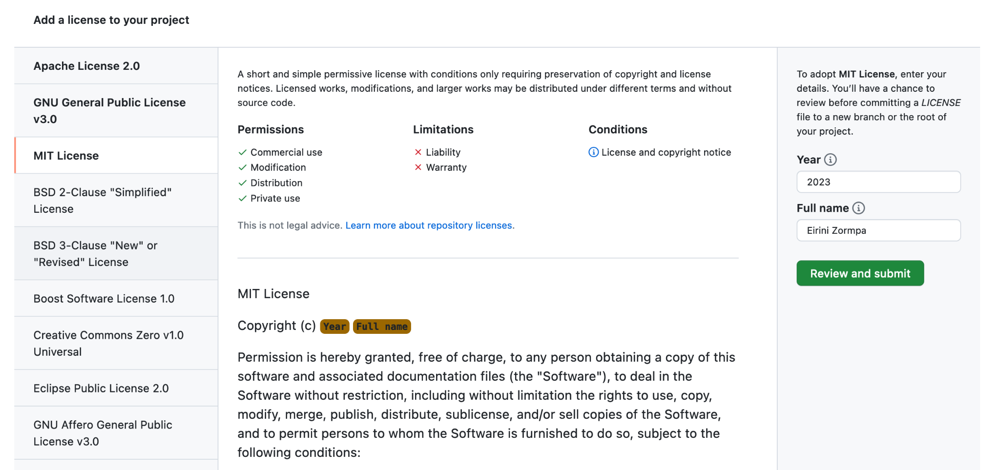 Add a license to your project
Apache License 2.0
GNU General Public License
v3.0
MIT License
BSD 2-Clause "Simplified"
License
BSD 3-Clause "New" or
"Revised" License
Boost Software License 1.0
Creative Commons Zero v1.0
Universal
Eclipse Public License 2.0
GNU Affero General Public
License v3.0
A short and simple permissive license with conditions only requiring preservation of copyright and license
notices. Licensed works, modifications, and larger works may be distributed under different terms and without
source code.
Permissions
Commercial use
Modification
Distribution
Private use
Limitations
Liability
Warranty
Conditions
License and copyright notice
This is not legal advice. Learn more about repository licenses.
MIT License
Copyright (c) Year Full name
Permission is hereby granted, free of charge, to any person obtaining a copy of this
software and associated documentation files (the "Software"), to deal in the
Software without restriction, including without limitation the rights to use, copy,
modify, merge, publish, distribute, sublicense, and/or sell copies of the Software,
and to permit persons to whom the Software is furnished to do so, subject to the
following conditions:
To adopt MIT License, enter your
details. You’ll have a chance to
review before committing a LICENSE
file to a new branch or the root of
your project.
Year
2023
Full name
Eirini Zormpa
Review and submit